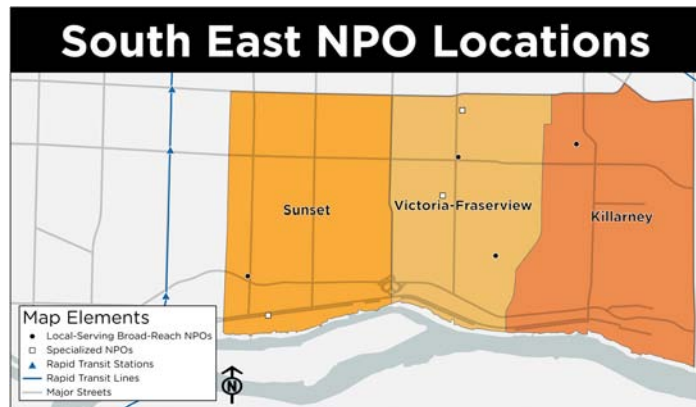 South East NPO Locations
Sunset
Victoria-Fraserview
Killarney
Map Elements
Local-Serving Broad-Reach NPOs
Specialized NPOs
Rapid Transit Stations
Rapid Transit Lines
Major Streets
N